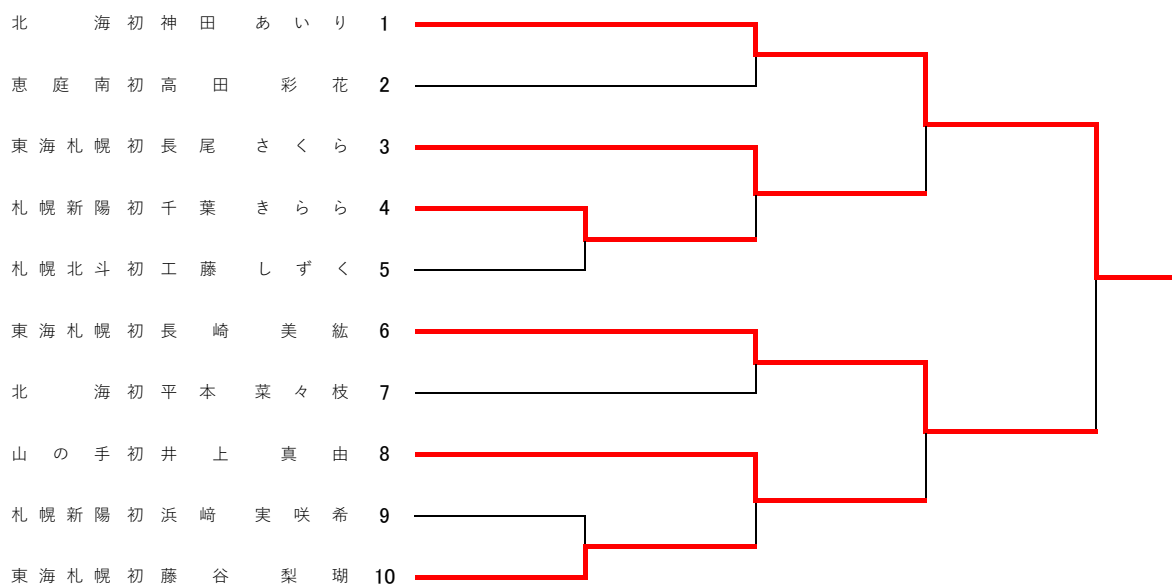 北海 初 神田 あいり 1
恵庭南 初 高田 彩花 2
東海札幌 初 長尾 さくら 3
札幌新陽 初 千葉 きらら 4
札幌北斗 初 工藤 しずく 5
東海札幌 初 長崎 美紘 6
北海 初 平本 菜々枝 7
山の手 初 井上 真由 8
札幌新陽 初 浜﨑 実咲希 9
東海札幌 初 藤谷 梨瑚 10